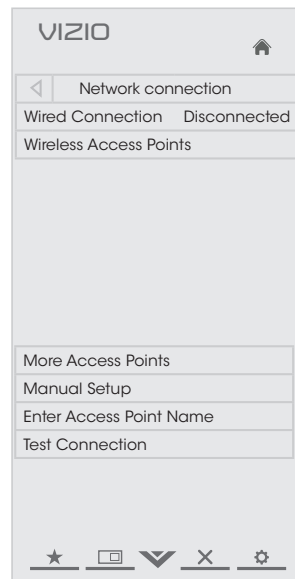 VIZIO
Network connection
Wired Connection Disconnected
Wireless Access Points
More Access Points
Manual Setup
Enter Access Point Name
Test Connection